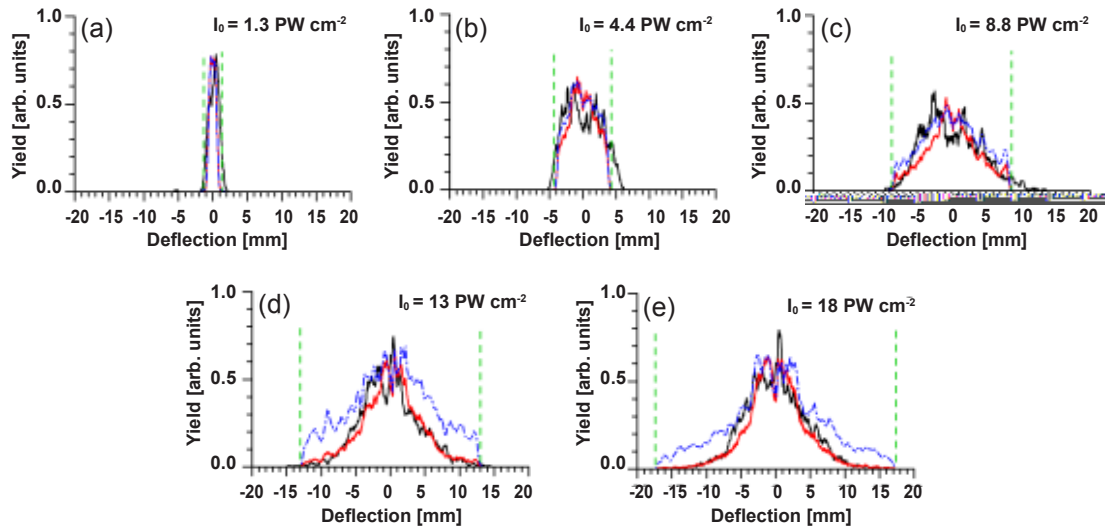 (a)
I₀ = 1.3 PW cm⁻²
Yield [arb. units]
1.0
0.5
0.0
-20 -15 -10 -5 0 5 10 15 20
Deflection [mm]
(b)
I₀ = 4.4 PW cm⁻²
Yield [arb. units]
1.0
0.5
0.0
-20 -15 -10 -5 0 5 10 15 20
Deflection [mm]
(c)
I₀ = 8.8 PW cm⁻²
Yield [arb. units]
1.0
0.5
0.0
-20 -15 -10 -5 0 5 10 15 20
Deflection [mm]
(d)
I₀ = 13 PW cm⁻²
Yield [arb. units]
1.0
0.5
0.0
-20 -15 -10 -5 0 5 10 15 20
Deflection [mm]
(e)
I₀ = 18 PW cm⁻²
Yield [arb. units]
1.0
0.5
0.0
-20 -15 -10 -5 0 5 10 15 20
Deflection [mm]